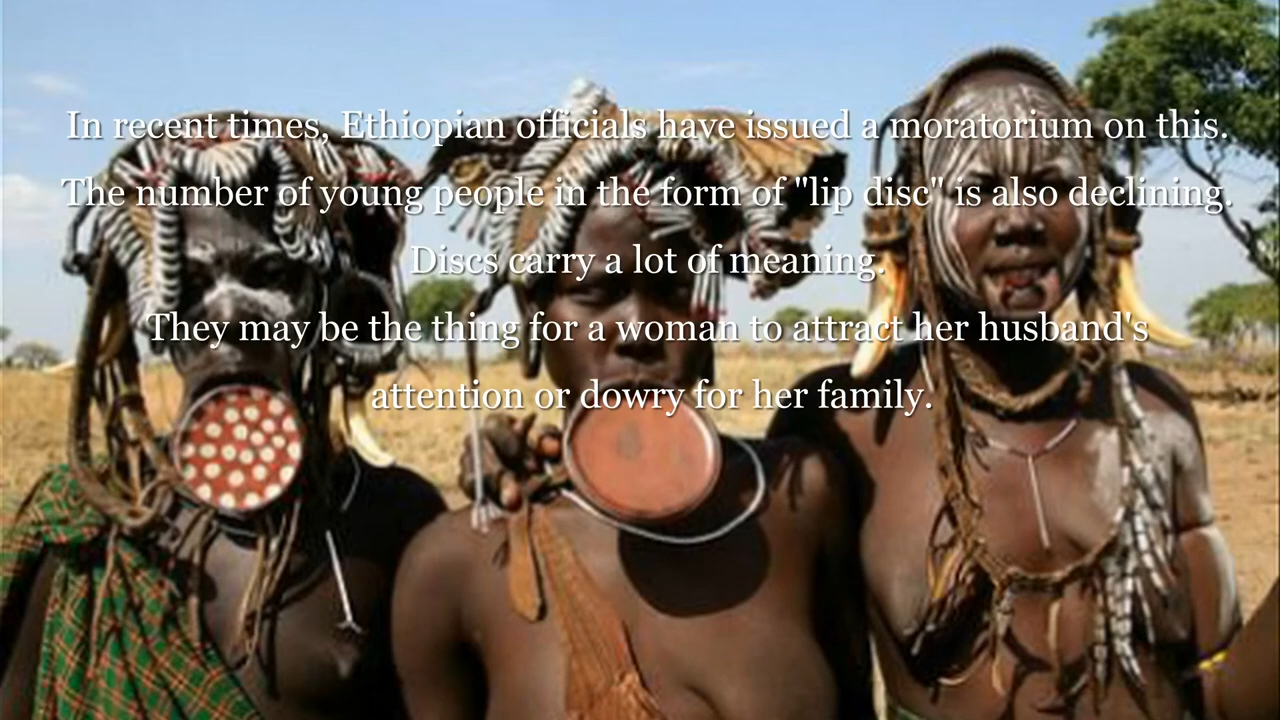 In recent times, Ethiopian officials have issued a moratorium on this.
The number of young people in the form of "lip disc" is also declining.
Discs carry a lot of meaning.
They may be the thing for a woman to attract her husband's
attention or dowry for her family.